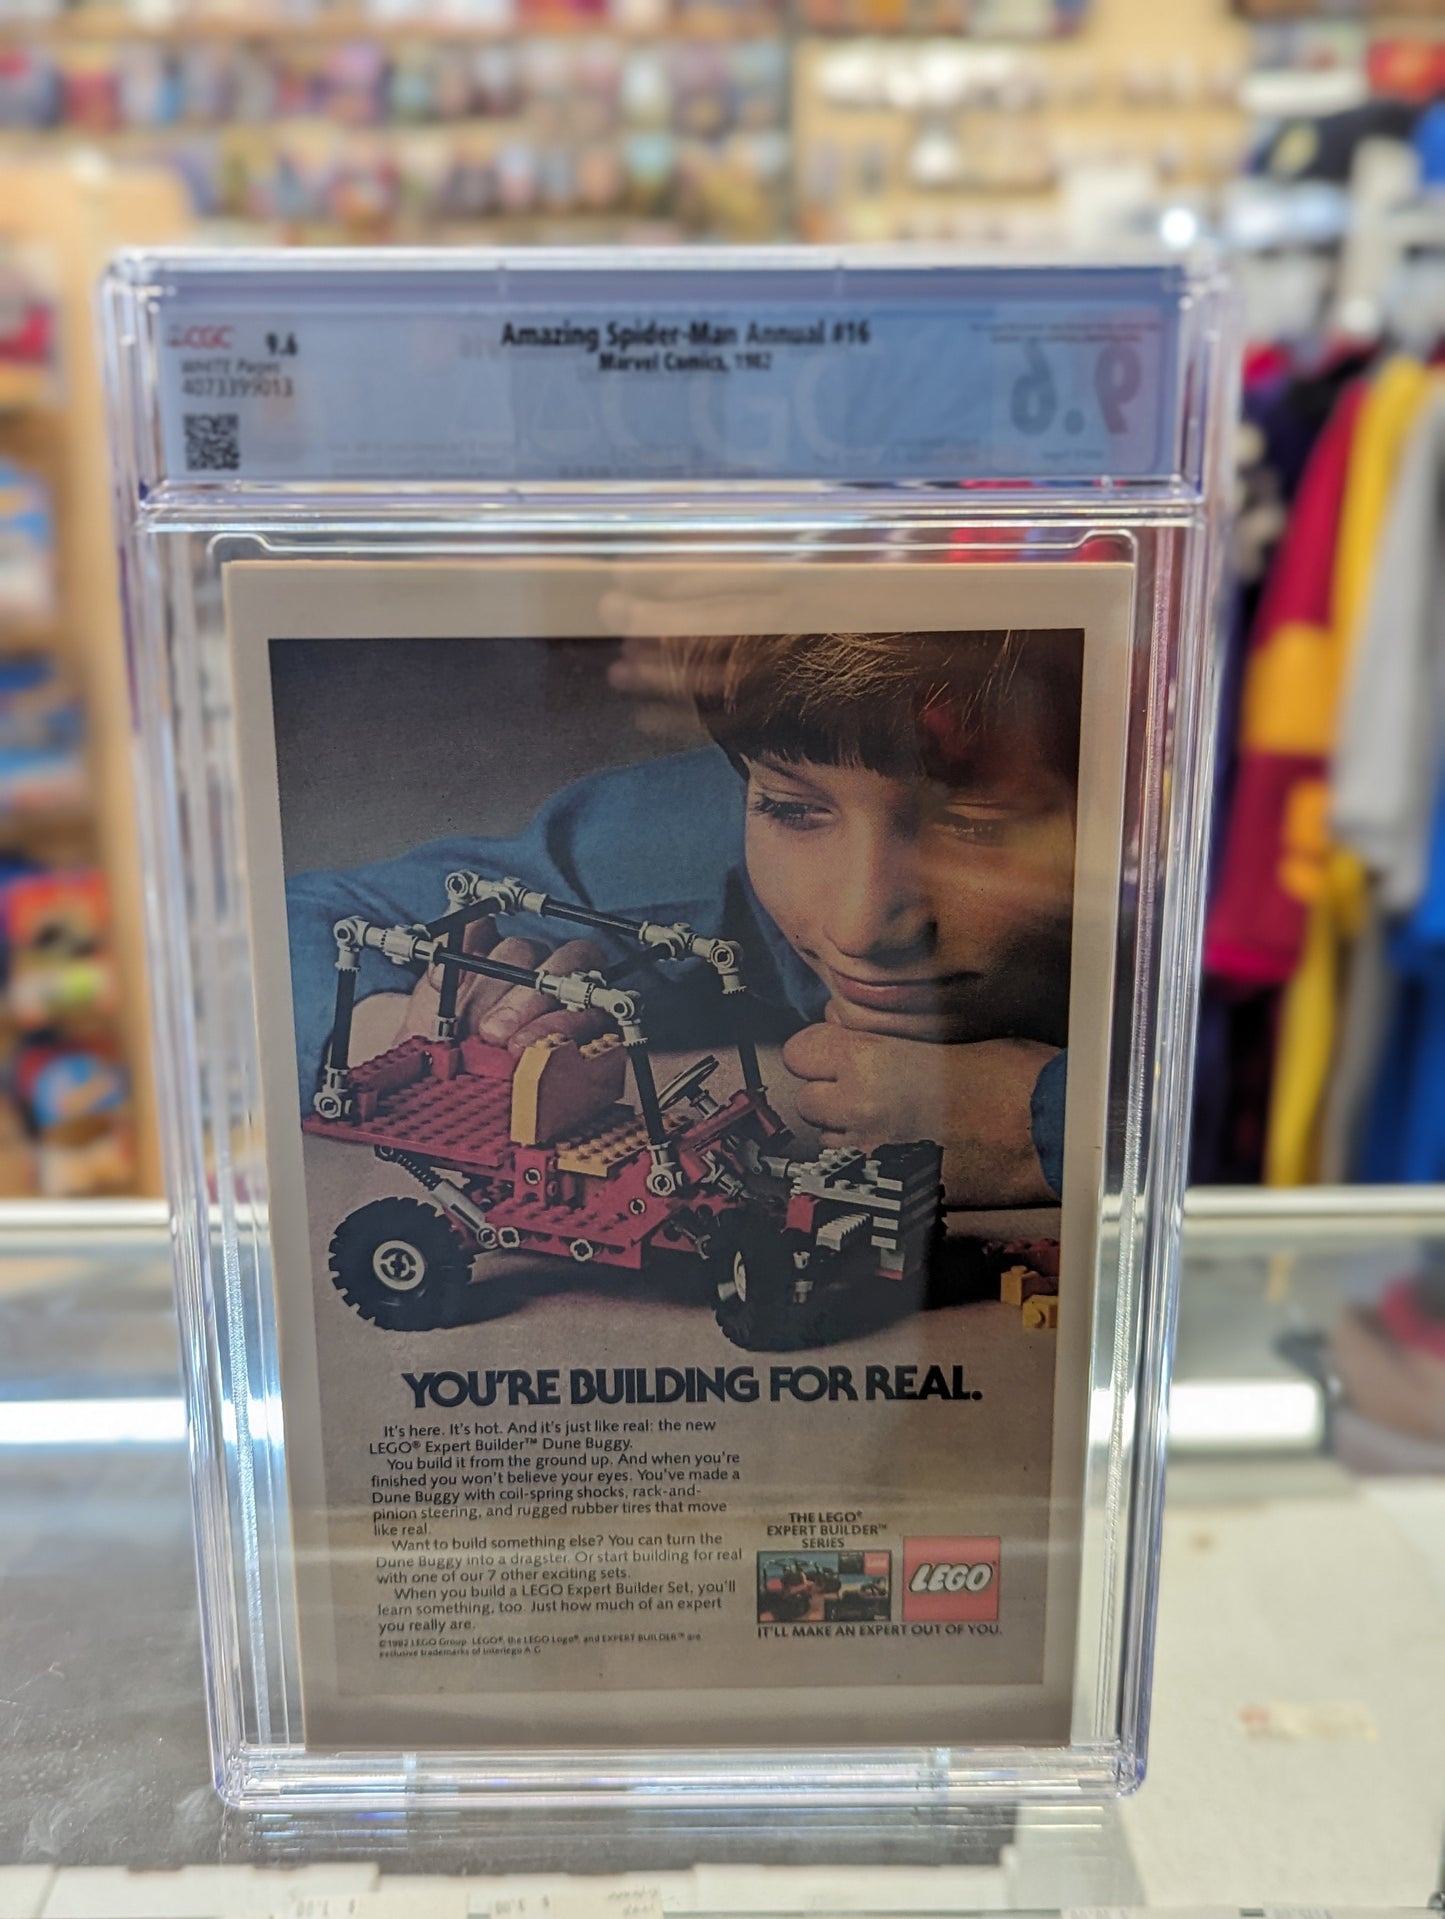 CGC 9.6
WHITE Pages
4073399013
Amazing Spider-Man Annual #16
Marvel Comics, 1982
9.6
YOU'RE BUILDING FOR REAL.
It's here. It's hot. And it's just like real: the new
LEGO® Expert Builder™ Dune Buggy.
You build it from the ground up. And when you're
finished you won't believe your eyes. You've made a
Dune Buggy with coil-spring shocks, rack-and-
pinion steering, and rugged rubber tires that move
like real.
Want to build something else? You can turn the
Dune Buggy into a dragster. Or start building for real
with one of our 7 other exciting sets.
When you build a LEGO Expert Builder Set, you'll
learn something, too. Just how much of an expert
you really are.
©1982 LEGO Group. LEGO®, the LEGO Logo®, and EXPERT BUILDER™ are
exclusive trademarks of Interlego A.G.
THE LEGO®
EXPERT BUILDER™
SERIES
LEGO
IT'LL MAKE AN EXPERT OUT OF YOU.